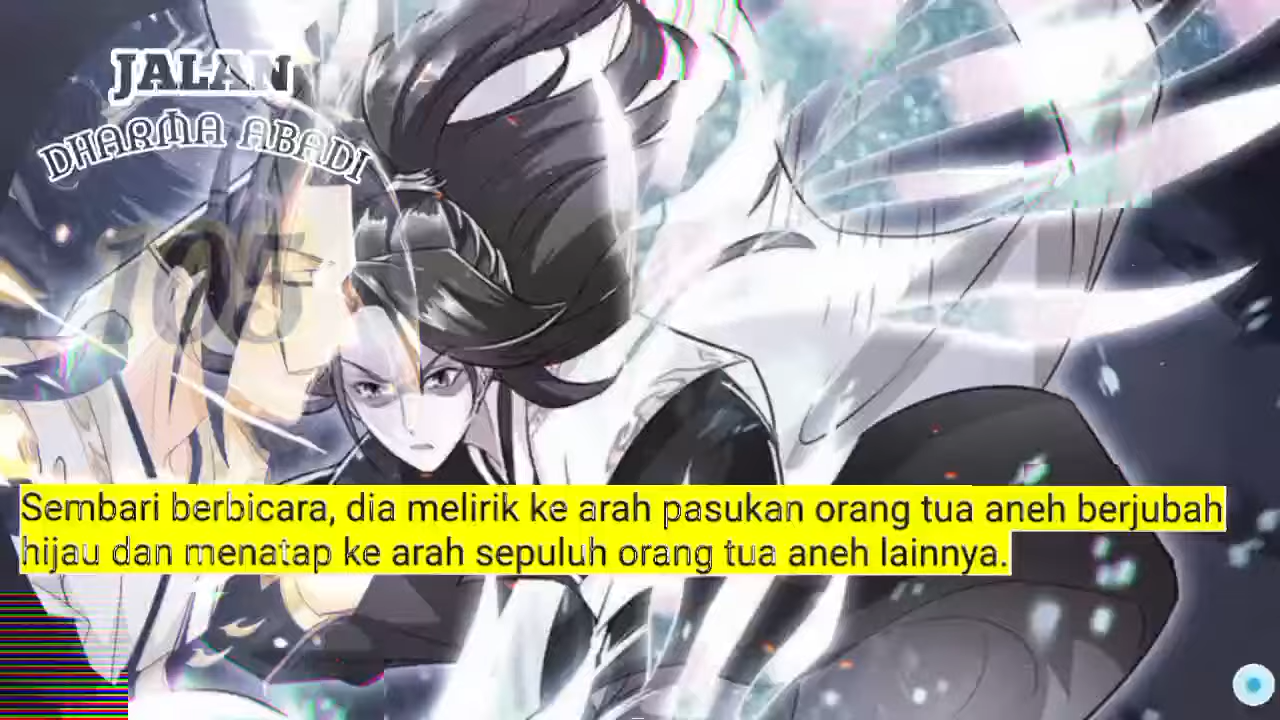 JALAN
DHARMA ABADI
105
Sembari berbicara, dia melirik ke arah pasukan orang tua aneh berjubah
hijau dan menatap ke arah sepuluh orang tua aneh lainnya.